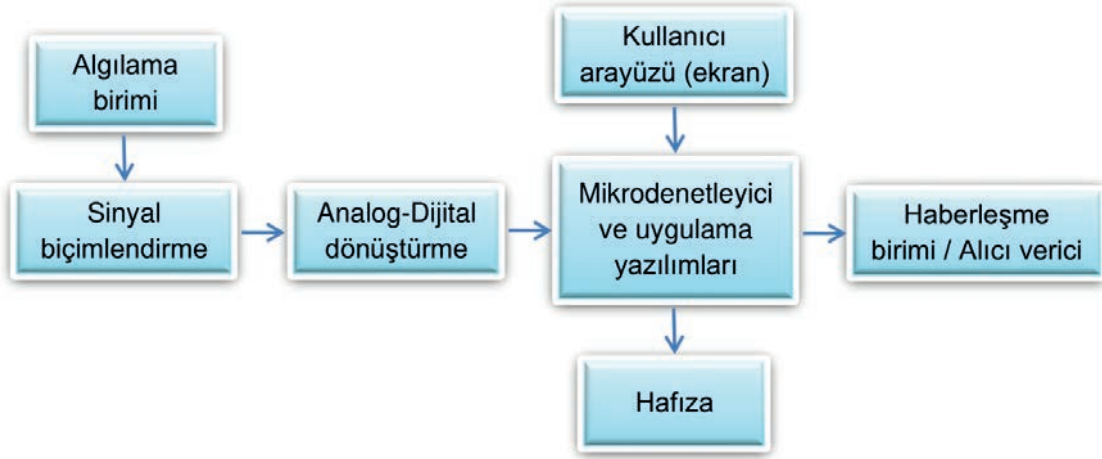 Algılama
birimi
Kullanıcı
arayüzü (ekran)
Sinyal
biçimlendirme
Analog-Dijital
dönüştürme
Mikrodenetleyici
ve uygulama
yazılımları
Haberleşme
birimi / Alıcı verici
Hafıza